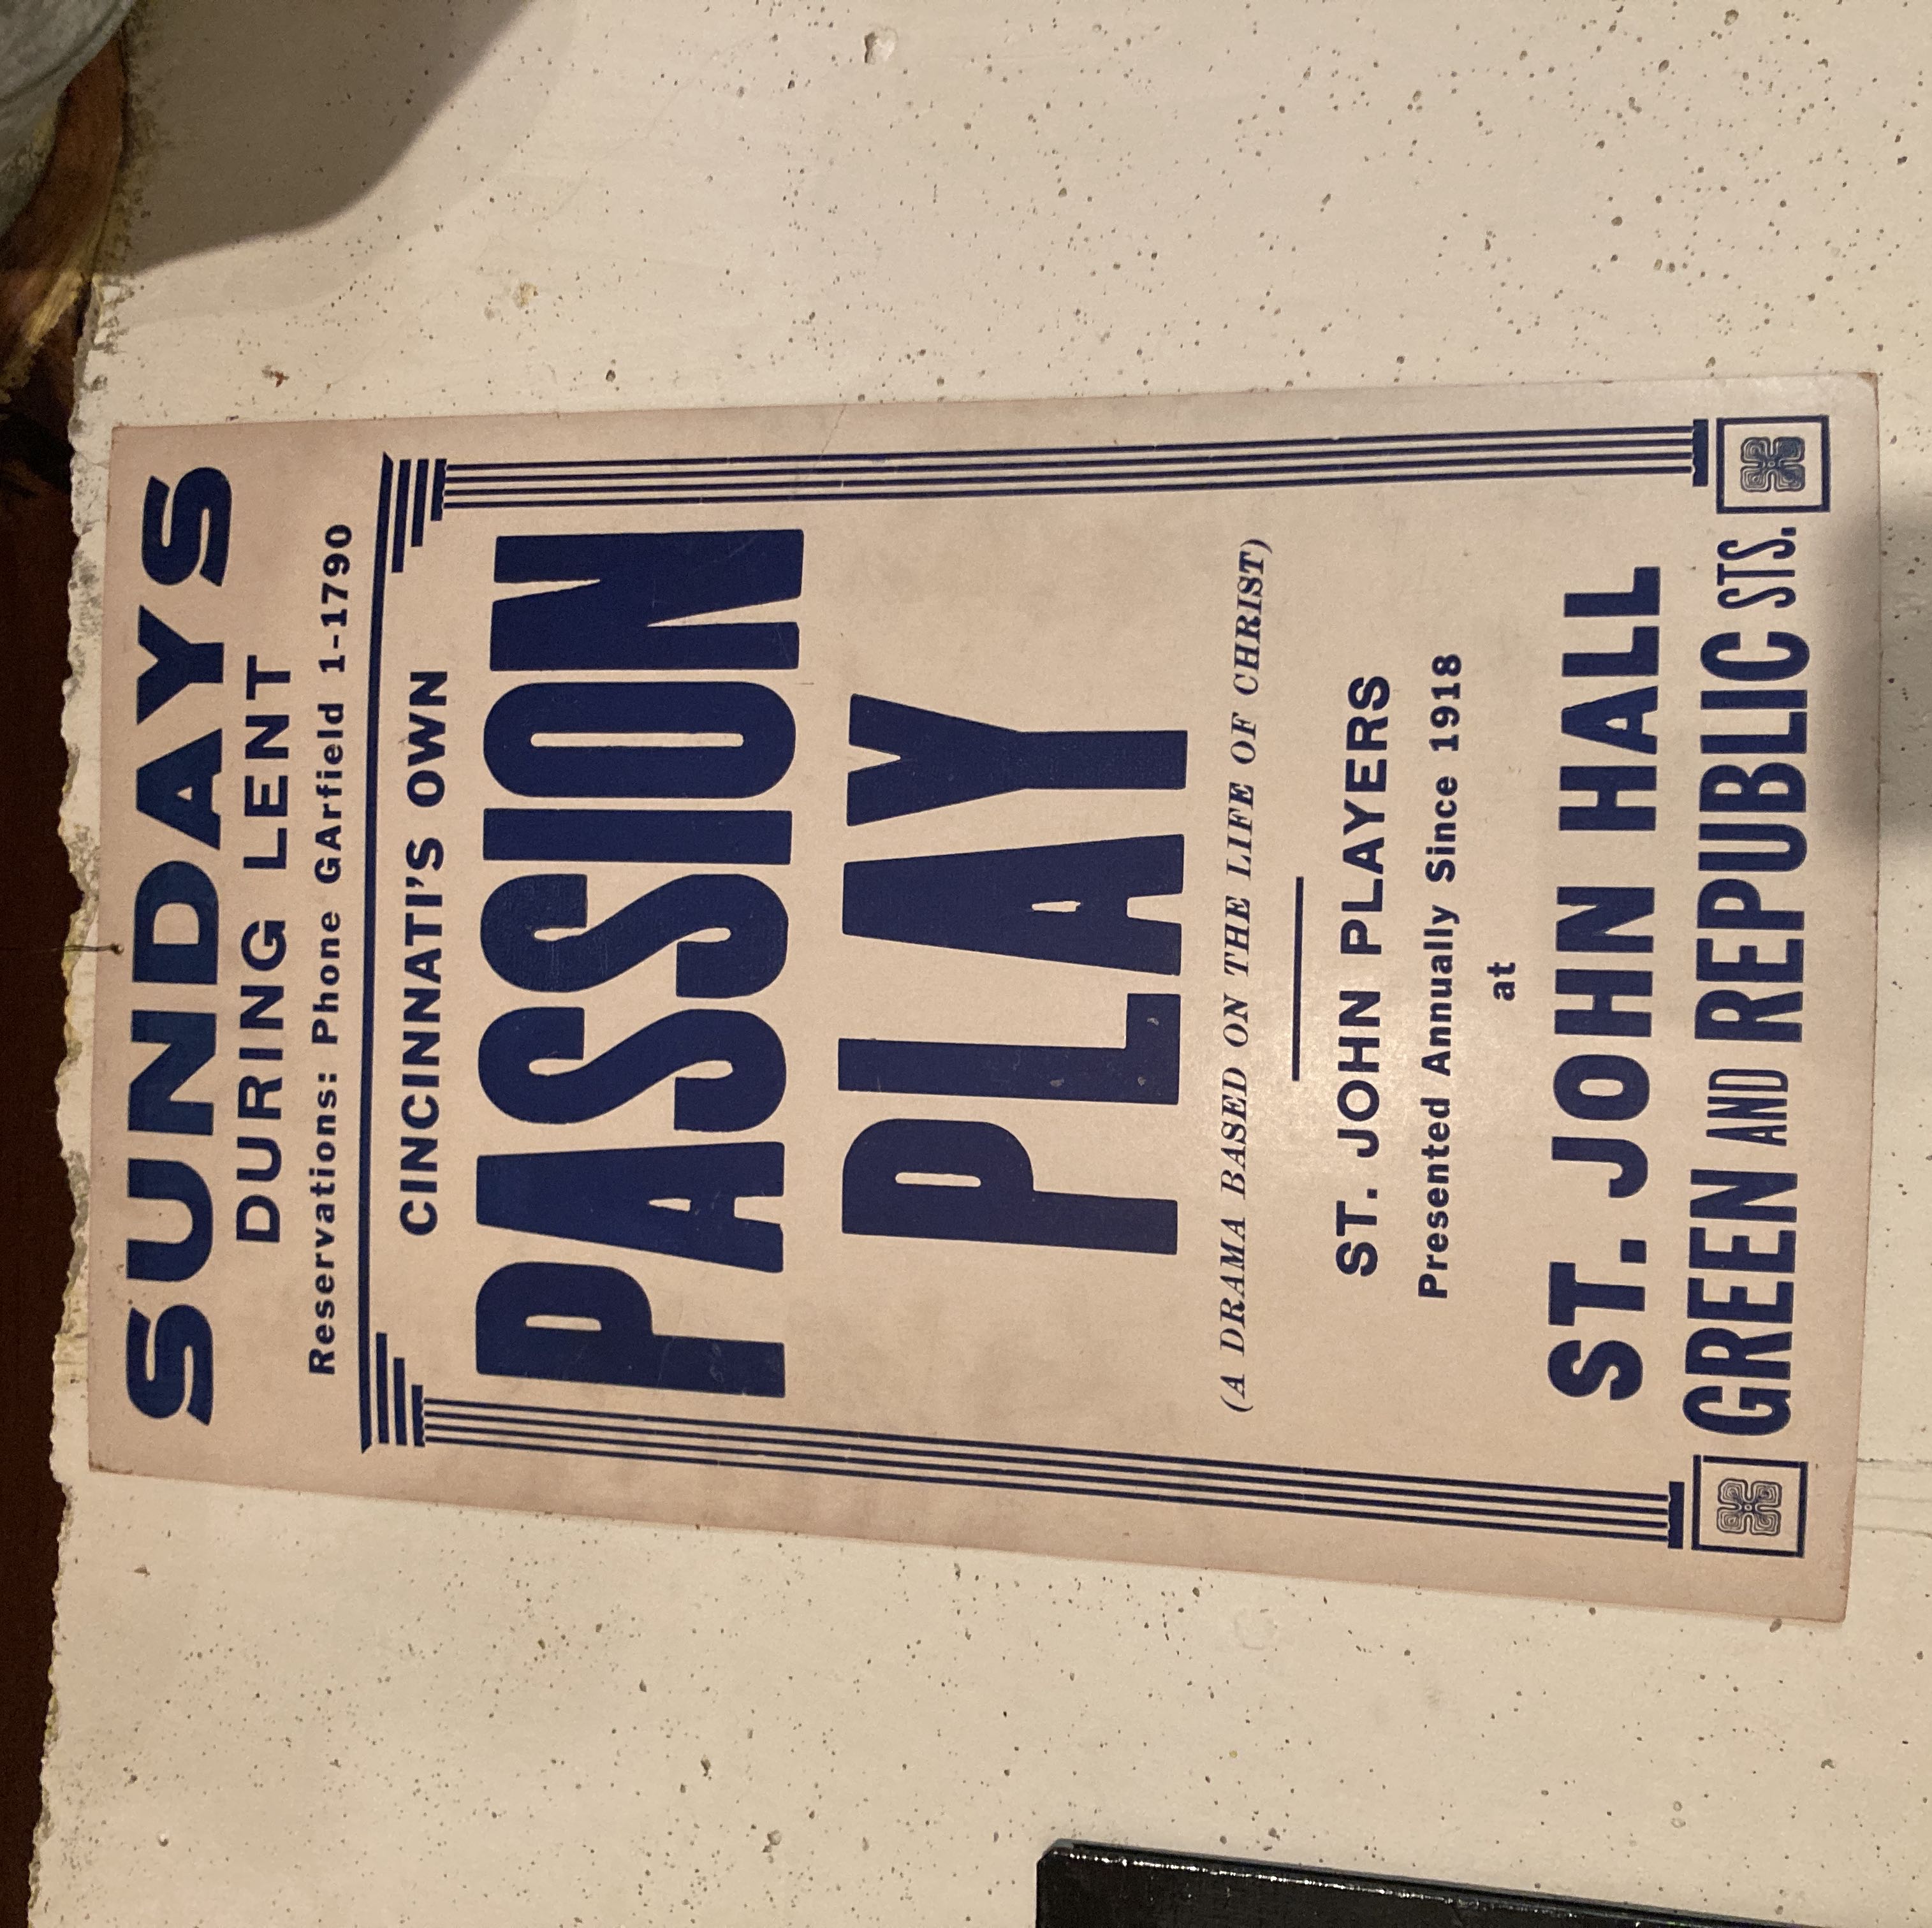 SUNDAYS
DURING LENT
Reservations: Phone GArfield 1-1790
CINCINNATI'S OWN
PASSION
PLAY
(A DRAMA BASED ON THE LIFE OF CHRIST)
ST. JOHN PLAYERS
Presented Annually Since 1918
at
ST. JOHN HALL
GREEN AND REPUBLIC STS.